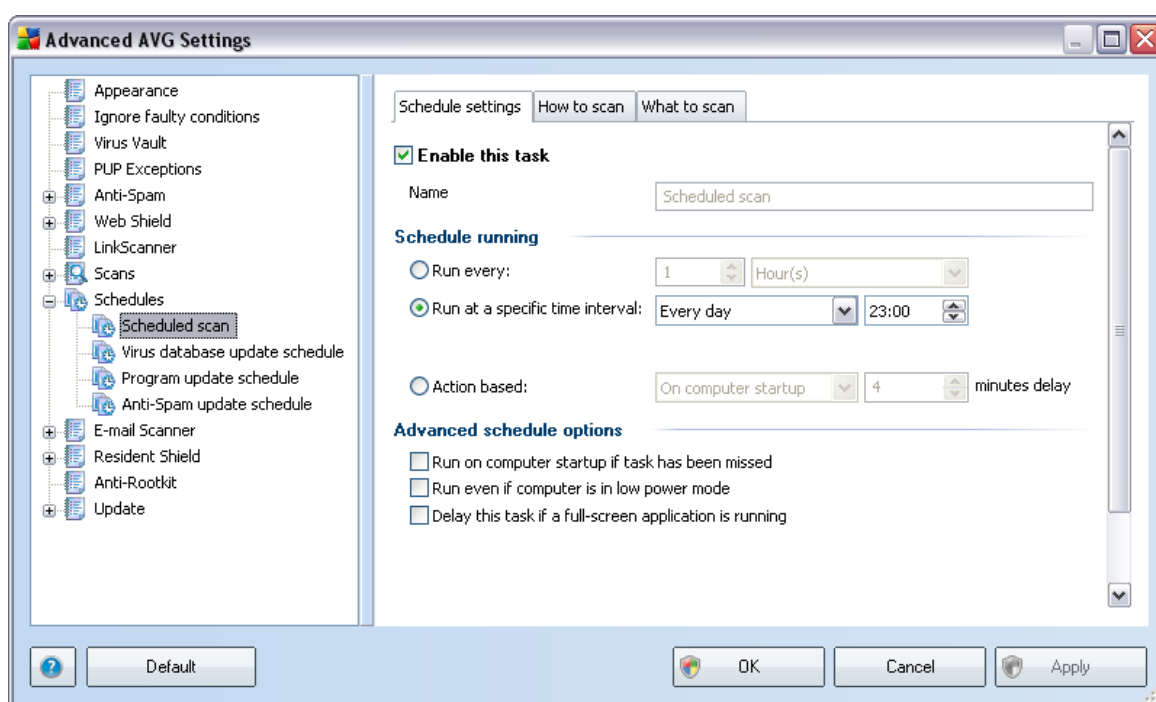 Advanced AVG Settings
Appearance
Ignore faulty conditions
Virus Vault
PUP Exceptions
Anti-Spam
Web Shield
LinkScanner
Scans
Schedules
Scheduled scan
Virus database update schedule
Program update schedule
Anti-Spam update schedule
E-mail Scanner
Resident Shield
Anti-Rootkit
Update
Schedule settings How to scan What to scan
Enable this task
Name Scheduled scan
Schedule running
Run every: 1 Hour(s)
Run at a specific time interval: Every day 23:00
Action based: On computer startup 4 minutes delay
Advanced schedule options
Run on computer startup if task has been missed
Run even if computer is in low power mode
Delay this task if a full-screen application is running
? Default OK Cancel Apply